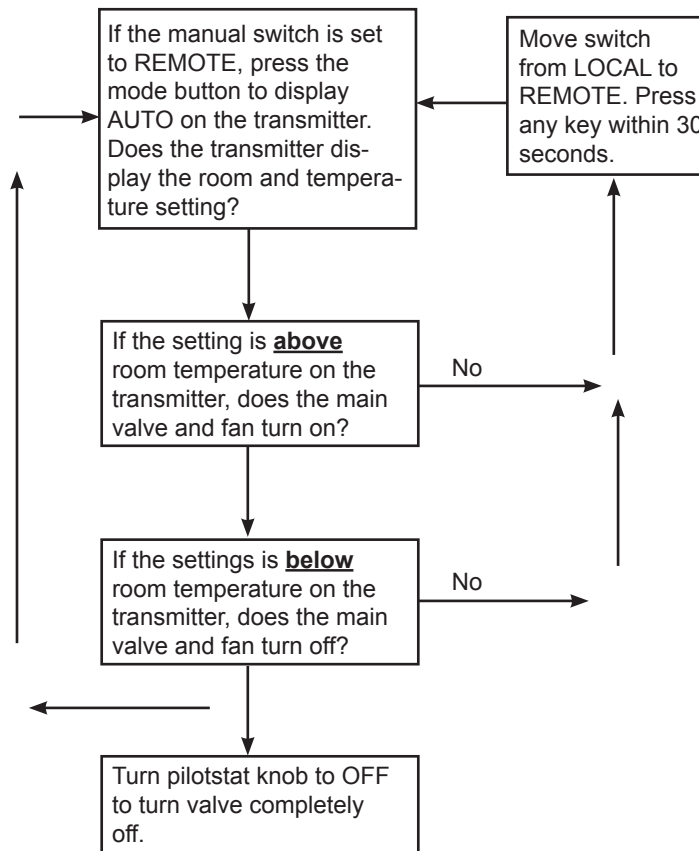 If the manual switch is set
to REMOTE, press the
mode button to display
AUTO on the transmitter.
Does the transmitter dis-
play the room and tempera-
ture setting?
Move switch
from LOCAL to
REMOTE. Press
any key within 30
seconds.
If the setting is above
room temperature on the
transmitter, does the main
valve and fan turn on?
No
If the settings is below
room temperature on the
transmitter, does the main
valve and fan turn off?
No
Turn pilotstat knob to OFF
to turn valve completely
off.